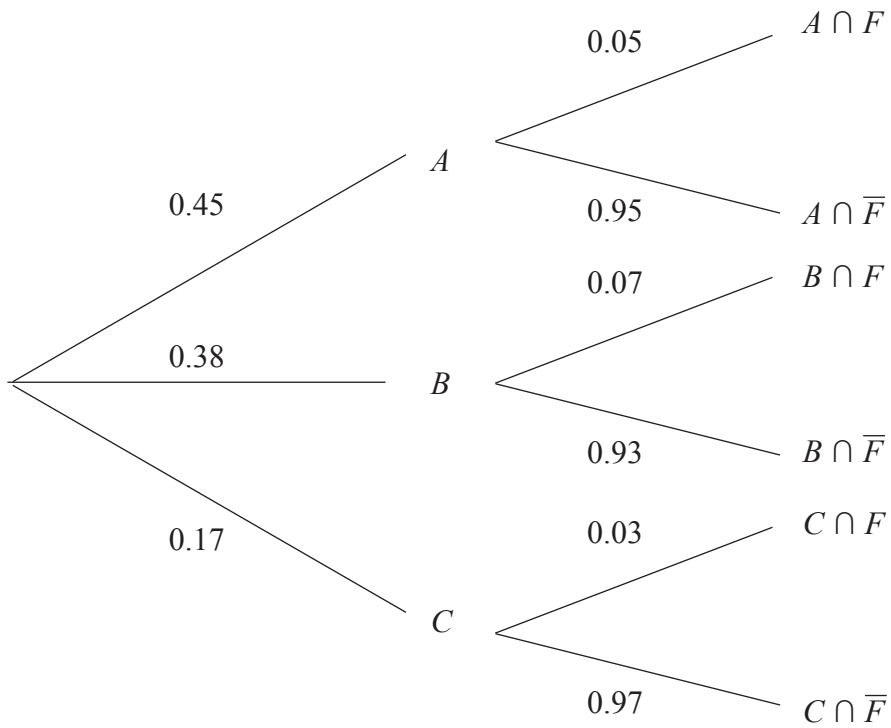 0.05
A ∩ F
A
0.45
0.95
A ∩ F̅
0.07
B ∩ F
0.38
B
0.93
B ∩ F̅
0.03
C ∩ F
0.17
C
0.97
C ∩ F̅